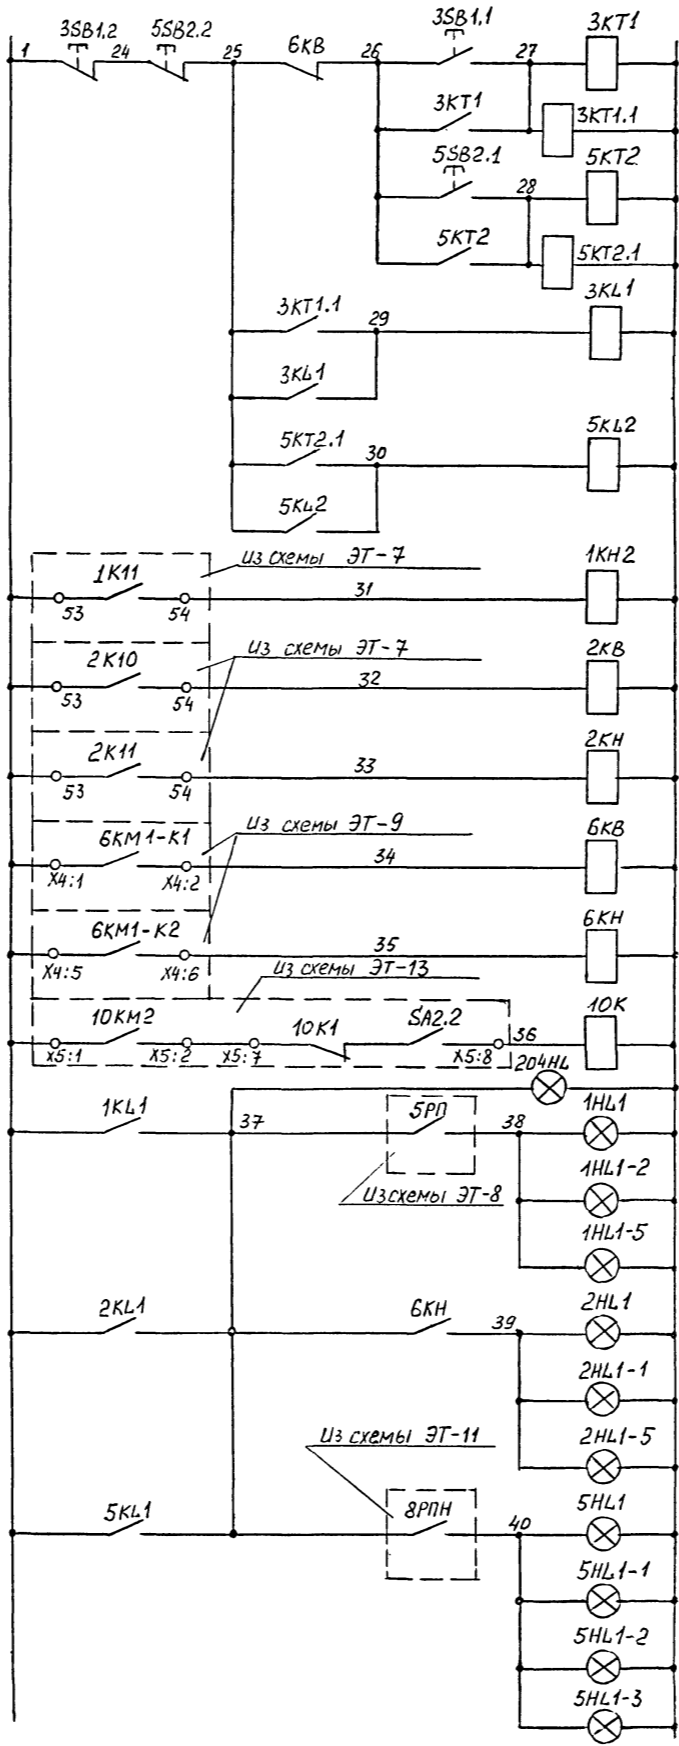 3SB1,2
5SB2.2
3SB1,1
3KT1
1
24
25
6KB
26
27
3KT1
3KT1.1
5SB2.1
5KT2
28
5KT2
5KT2.1
3KL1
3KT1.1
29
3KL1
5KT2.1
30
5KL2
5KL2
Из схемы ЭТ-7
1K11
31
1KH2
53
54
Из схемы ЭТ-7
2K10
32
2KB
53
54
2K11
33
2KH
53
54
Из схемы ЭТ-9
6KM1-K1
34
6KB
X4:1
X4:2
6KM1-K2
35
6KH
X4:5
X4:6
Из схемы ЭТ-13
10KM2
10K1
SA2.2
36
10K
X5:1
X5:2
X5:7
X5:8
204HL
1KL1
37
5РП
38
1HL1
Из схемы ЭТ-8
1HL1-2
1HL1-5
2KL1
6KH
39
2HL1
2HL1-1
Из схемы ЭТ-11
2HL1-5
5KL1
8РПН
40
5HL1
5HL1-1
5HL1-2
5HL1-3